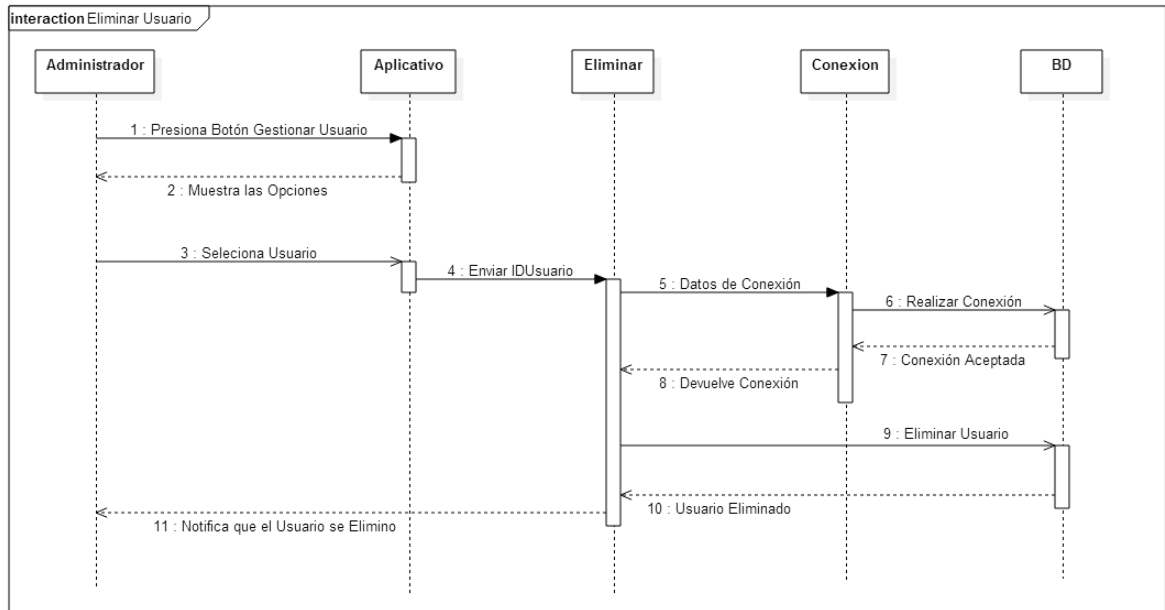 interaction Eliminar Usuario
Administrador
Aplicativo
Eliminar
Conexion
BD
1 : Presiona Botón Gestionar Usuario
2 : Muestra las Opciones
3 : Seleciona Usuario
4 : Enviar IDUsuario
5 : Datos de Conexión
6 : Realizar Conexión
7 : Conexión Aceptada
8 : Devuelve Conexión
9 : Eliminar Usuario
10 : Usuario Eliminado
11 : Notifica que el Usuario se Elimino